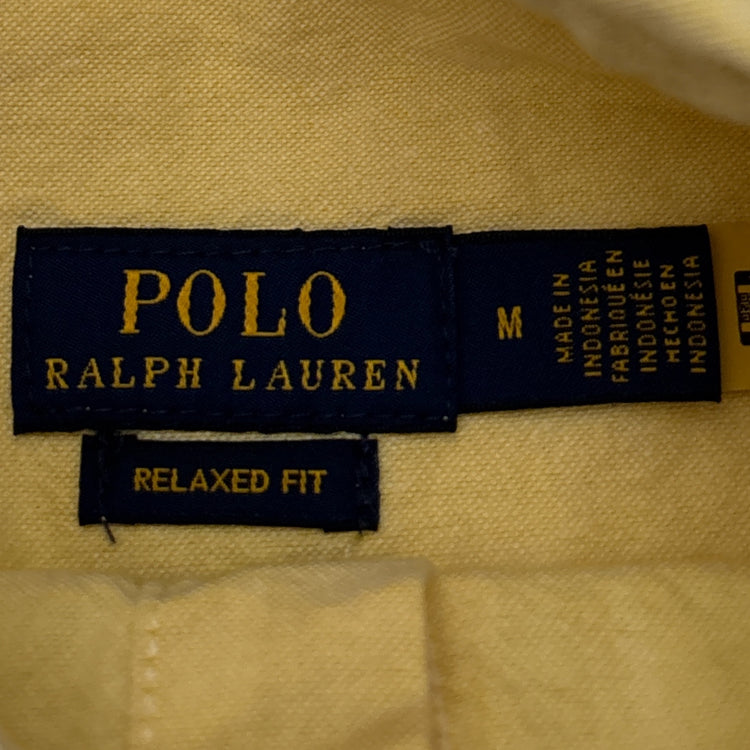 POLO
RALPH LAUREN
M
MADE IN
INDONESIA
FABRIQUÉ EN
INDONÉSIE
HECHO EN
INDONESIA
RELAXED FIT